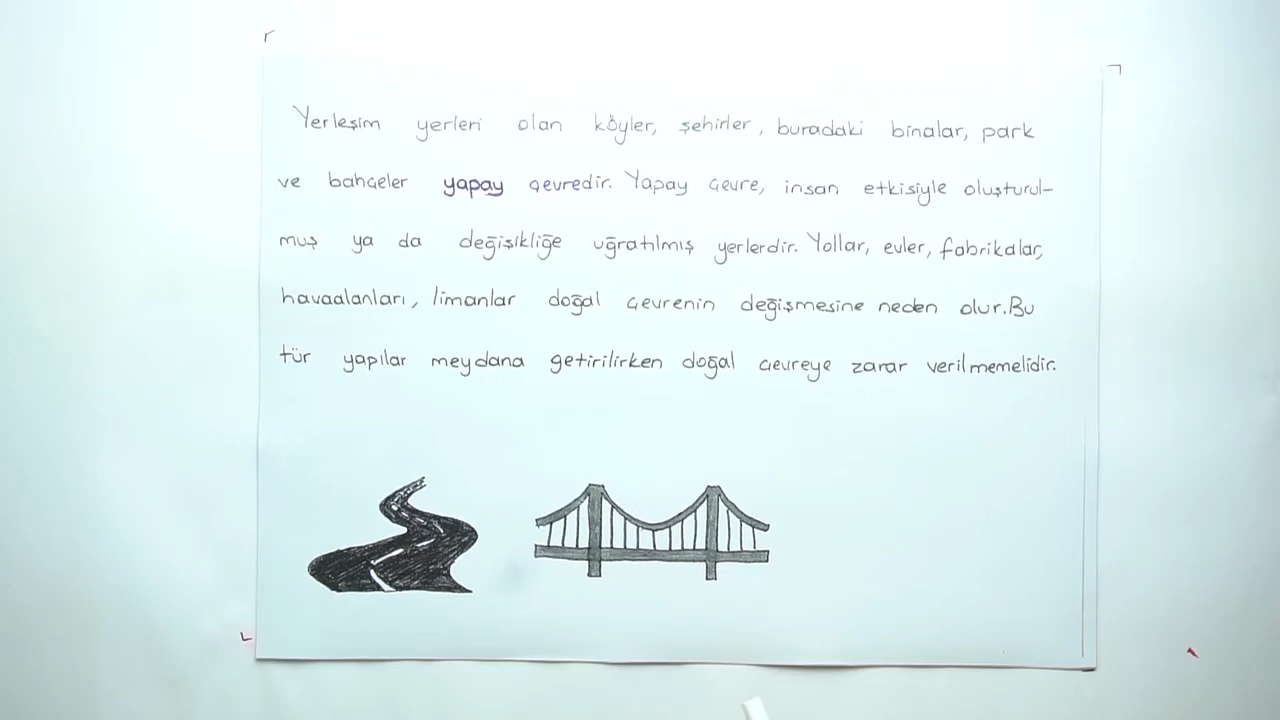 Yerleşim yerleri olan köyler, şehirler, buradaki binalar, park
ve bahçeler yapay çevredir. Yapay çevre, insan etkisiyle oluşturul-
muş ya da değişikliğe uğratılmış yerlerdir. Yollar, evler, fabrikalar,
havaalanları, limanlar doğal çevrenin değişmesine neden olur. Bu
tür yapılar meydana getirilirken doğal çevreye zarar verilmemelidir.